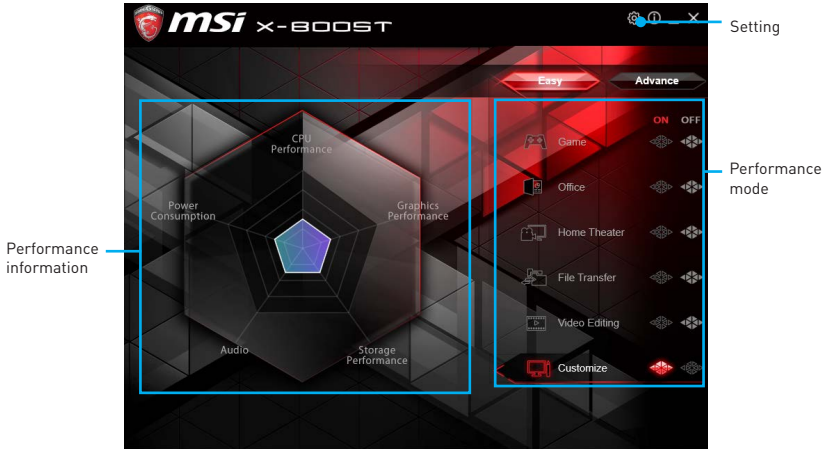 msi X-BOOST
Setting
Easy
Advance
ON OFF
Game
Office
Home Theater
File Transfer
Video Editing
Customize
Performance
mode
Performance
information
CPU
Performance
Power
Consumption
Graphics
Performance
Audio
Storage
Performance